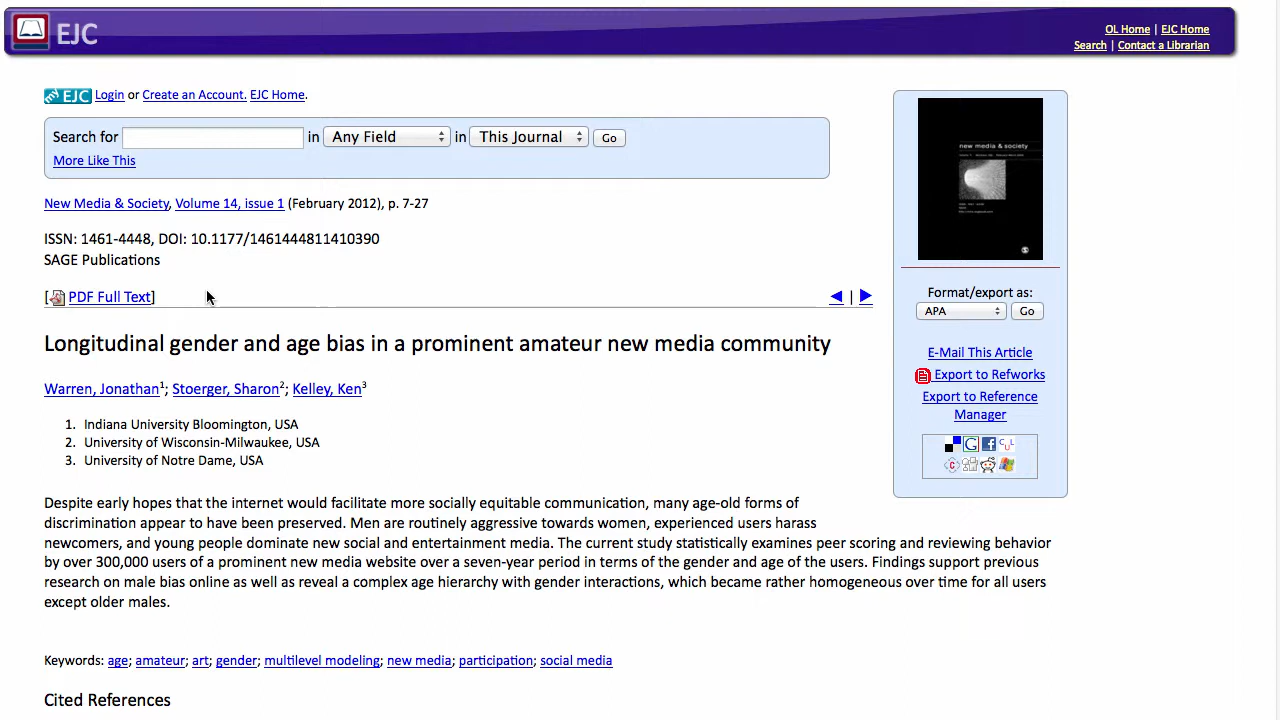 EJC
OL Home | EJC Home
Search | Contact a Librarian
my EJC Login or Create an Account. EJC Home.
Search for in Any Field in This Journal Go
More Like This
New Media & Society, Volume 14, issue 1 (February 2012), p. 7-27
ISSN: 1461-4448, DOI: 10.1177/1461444811410390
SAGE Publications
[PDF Full Text]
|
Longitudinal gender and age bias in a prominent amateur new media community
Warren, Jonathan1; Stoerger, Sharon2; Kelley, Ken3
1. Indiana University Bloomington, USA
2. University of Wisconsin-Milwaukee, USA
3. University of Notre Dame, USA
Despite early hopes that the internet would facilitate more socially equitable communication, many age-old forms of
discrimination appear to have been preserved. Men are routinely aggressive towards women, experienced users harass
newcomers, and young people dominate new social and entertainment media. The current study statistically examines peer scoring and reviewing behavior
by over 300,000 users of a prominent new media website over a seven-year period in terms of the gender and age of the users. Findings support previous
research on male bias online as well as reveal a complex age hierarchy with gender interactions, which became rather homogeneous over time for all users
except older males.
Keywords: age; amateur; art; gender; multilevel modeling; new media; participation; social media
Cited References
new media & society
Format/export as:
APA Go
E-Mail This Article
Export to Refworks
Export to Reference
Manager